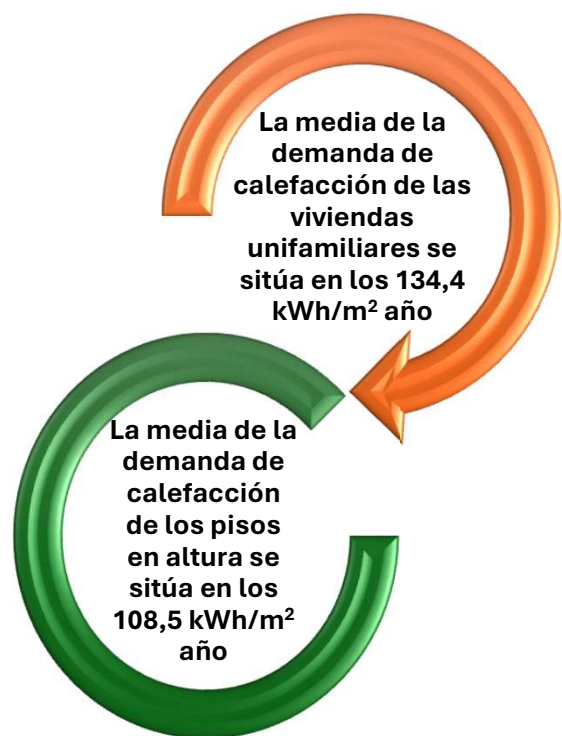 La media de la
demanda de
calefacción de las
viviendas
unifamiliares se
sitúa en los 134,4
kWh/m² año
La media de la
demanda de
calefacción
de los pisos
en altura se
sitúa en los
108,5 kWh/m²
año